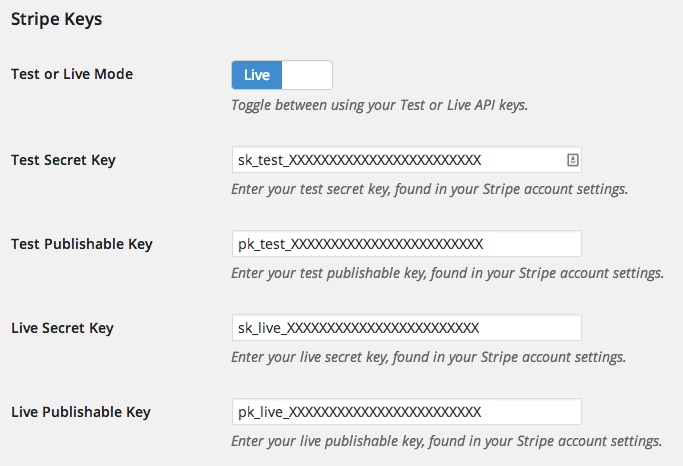 Stripe Keys
Test or Live Mode
Live
Toggle between using your Test or Live API keys.
Test Secret Key
sk_test_XXXXXXXXXXXXXXXXXXXXXXXX
Enter your test secret key, found in your Stripe account settings.
Test Publishable Key
pk_test_XXXXXXXXXXXXXXXXXXXXXXXX
Enter your test publishable key, found in your Stripe account settings.
Live Secret Key
sk_live_XXXXXXXXXXXXXXXXXXXXXXXX
Enter your live secret key, found in your Stripe account settings.
Live Publishable Key
pk_live_XXXXXXXXXXXXXXXXXXXXXXXX
Enter your live publishable key, found in your Stripe account settings.